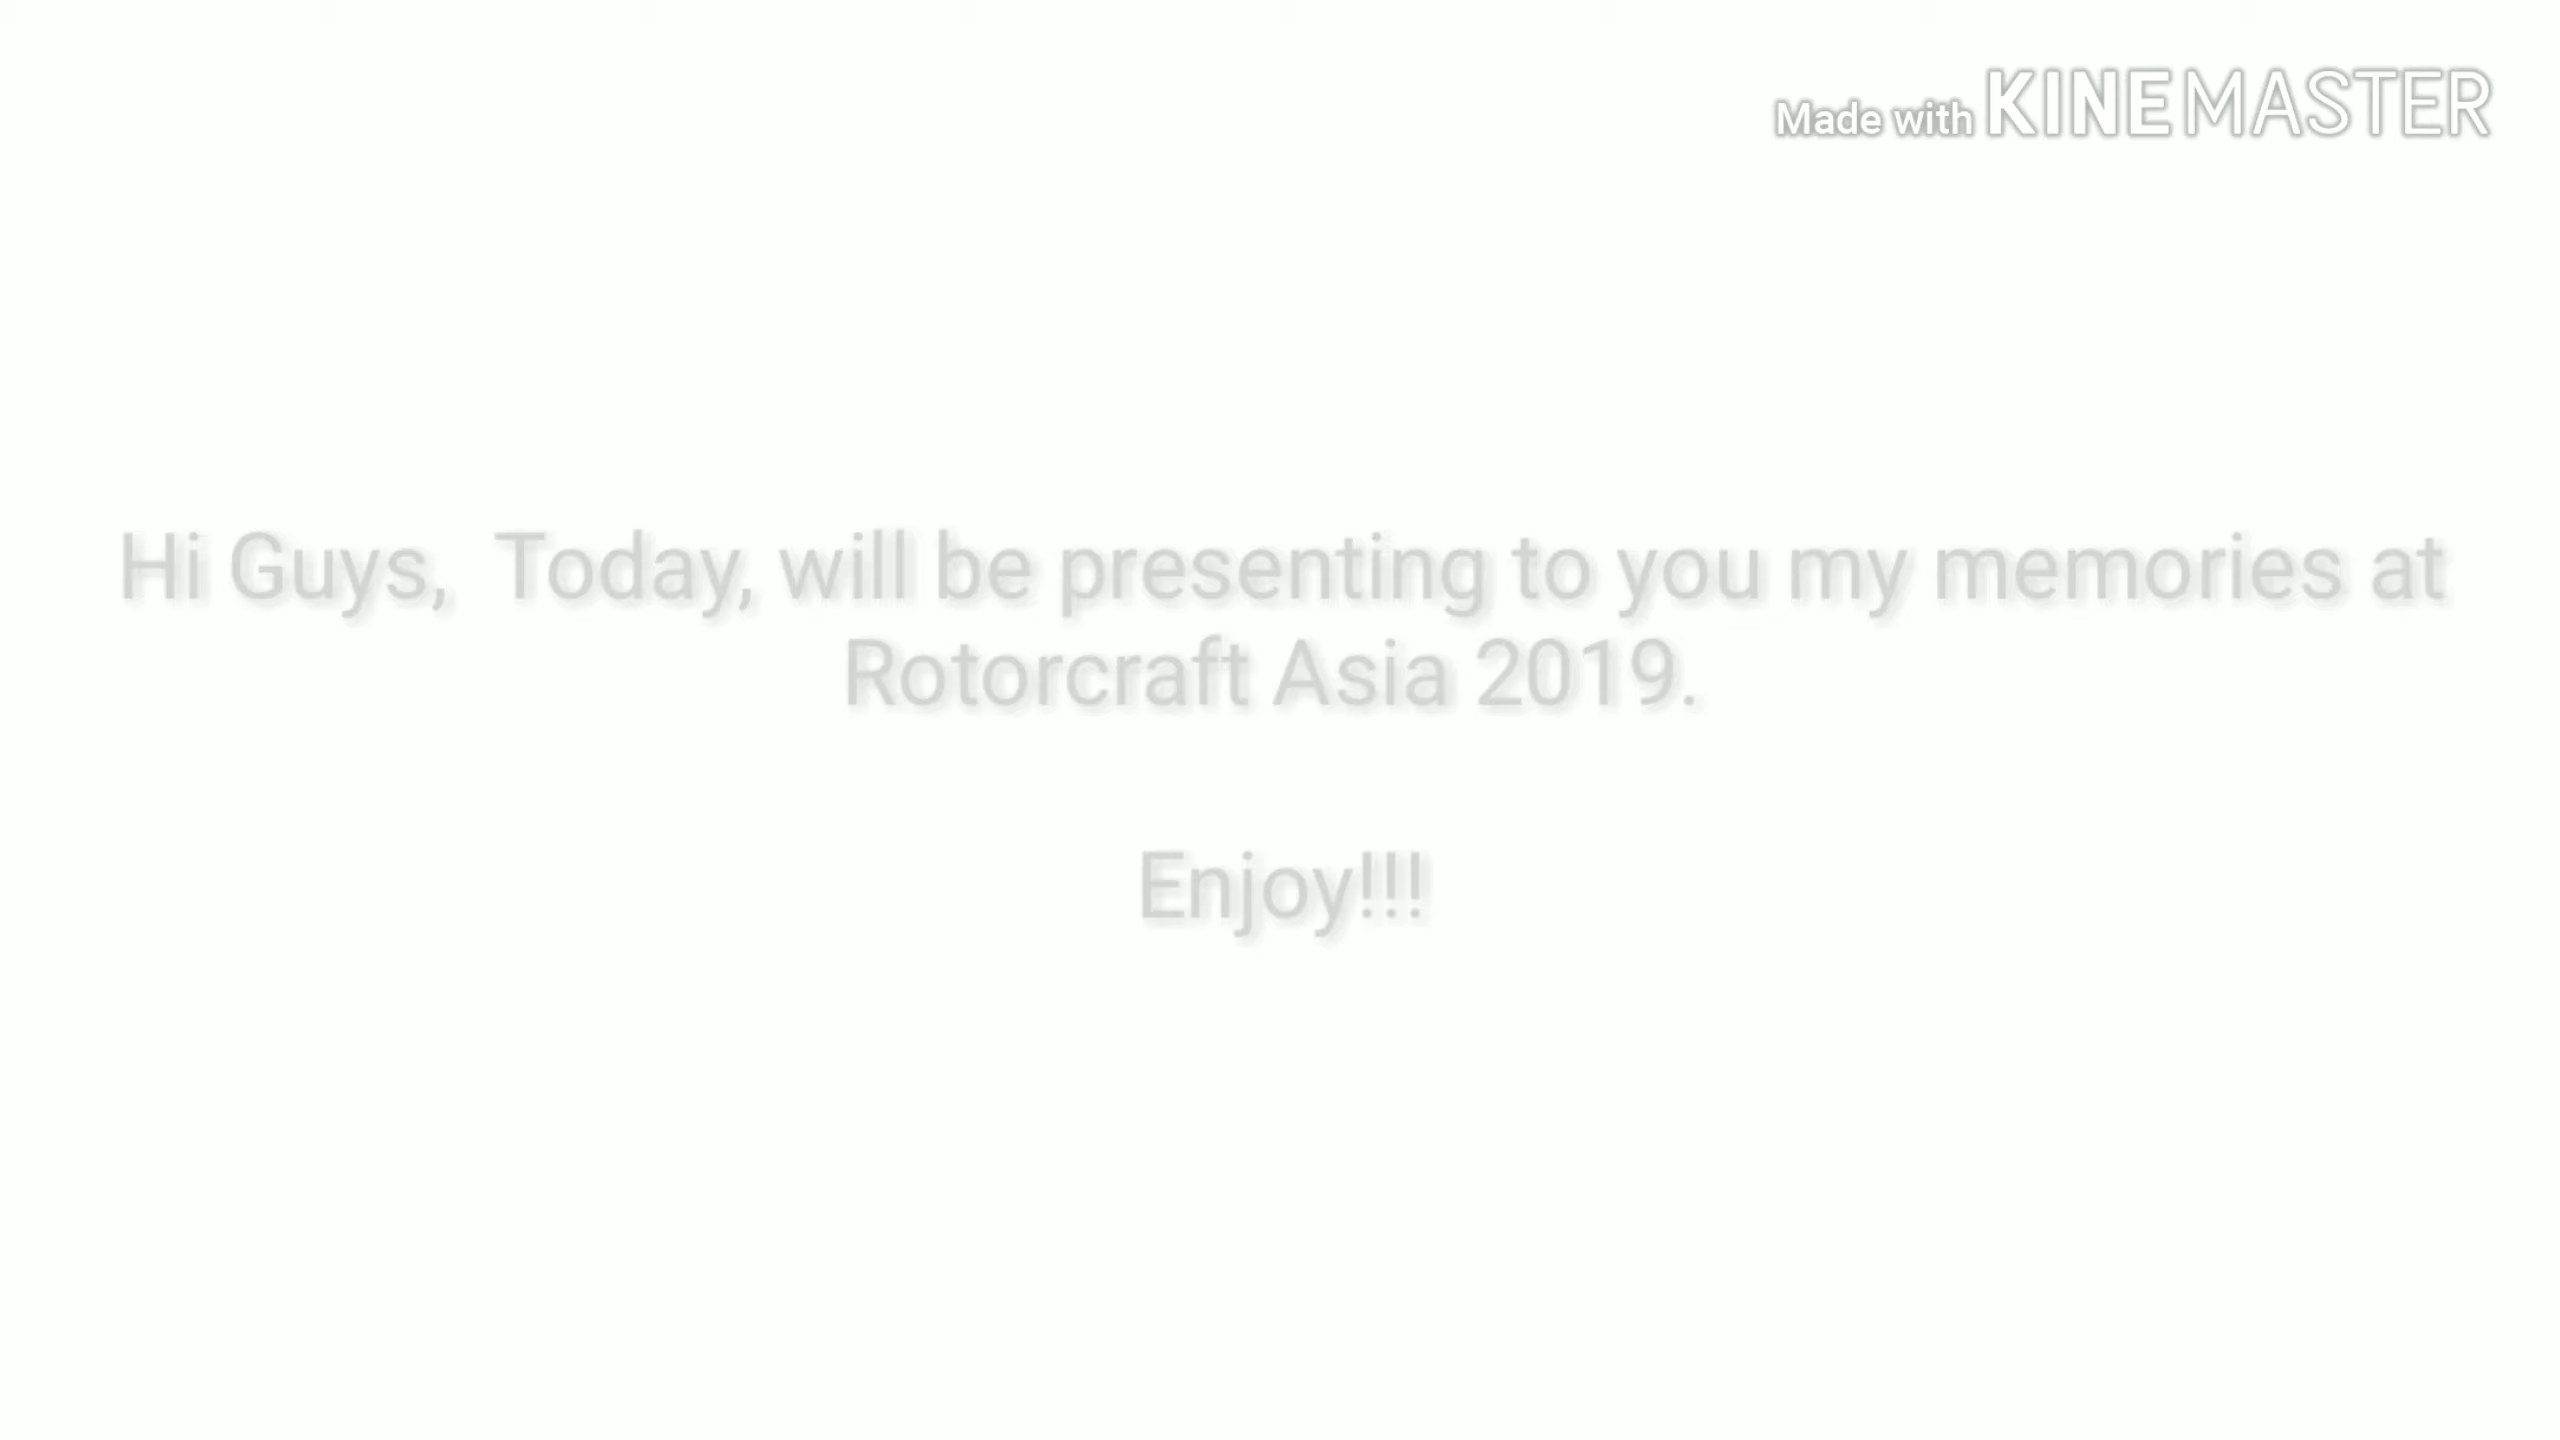 Made with KINEMASTER
Hi Guys,  Today, will be presenting to you my memories at
Rotorcraft Asia 2019.
Enjoy!!!